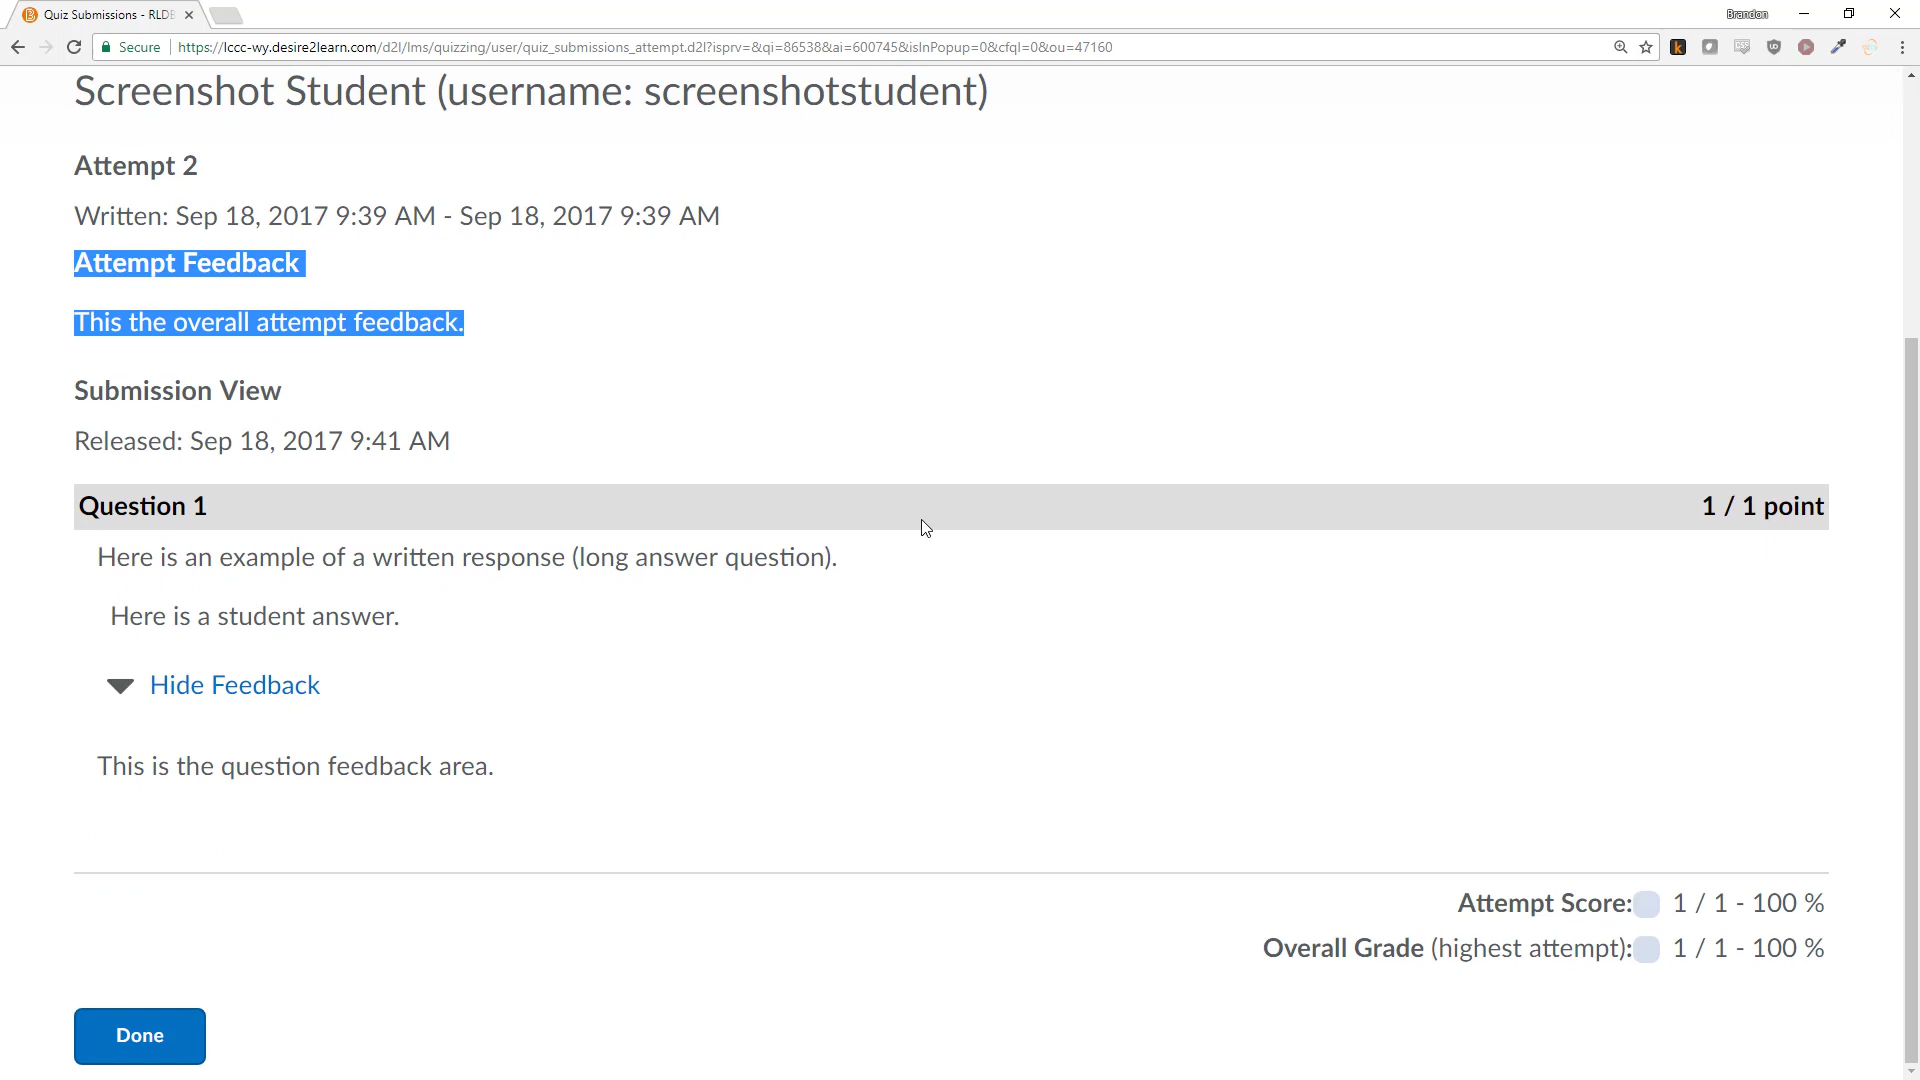 Quiz Submissions - RLDE
Brandon
Secure
https://lccc-wy.desire2learn.com/d2l/lms/quizzing/user/quiz_submissions_attempt.d2l?isprv=&qi=86538&ai=600745&isInPopup=0&cfql=0&ou=47160
Screenshot Student (username: screenshotstudent)
Attempt 2
Written: Sep 18, 2017 9:39 AM - Sep 18, 2017 9:39 AM
Attempt Feedback
This the overall attempt feedback.
Submission View
Released: Sep 18, 2017 9:41 AM
Question 1 1 / 1 point
Here is an example of a written response (long answer question).
Here is a student answer.
Hide Feedback
This is the question feedback area.
Attempt Score: 1 / 1 - 100 %
Overall Grade (highest attempt): 1 / 1 - 100 %
Done